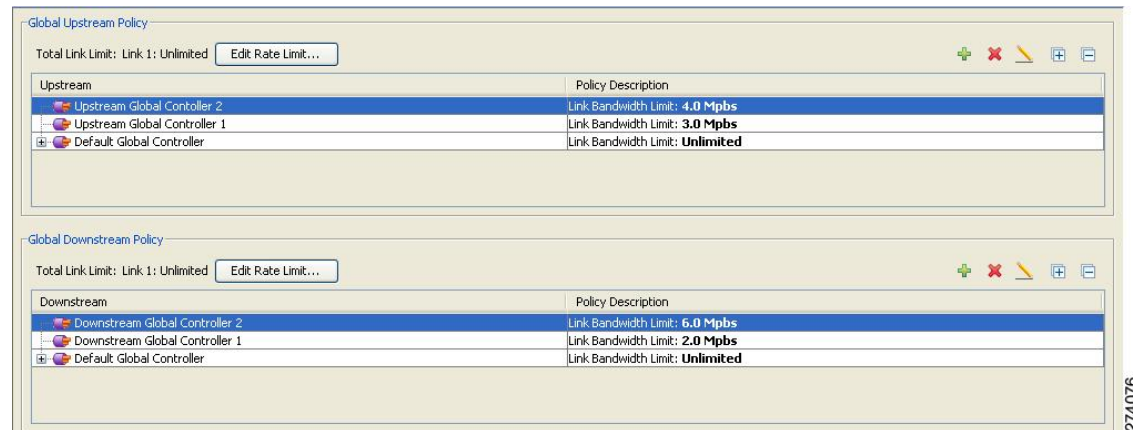 Global Upstream Policy
Total Link Limit: Link 1: Unlimited Edit Rate Limit...
Upstream Policy Description
Upstream Global Contoller 2 Link Bandwidth Limit: 4.0 Mpbs
Upstream Global Controller 1 Link Bandwidth Limit: 3.0 Mpbs
Default Global Controller Link Bandwidth Limit: Unlimited
Global Downstream Policy
Total Link Limit: Link 1: Unlimited Edit Rate Limit...
Downstream Policy Description
Downstream Global Controller 2 Link Bandwidth Limit: 6.0 Mpbs
Downstream Global Controller 1 Link Bandwidth Limit: 2.0 Mpbs
Default Global Controller Link Bandwidth Limit: Unlimited
274076